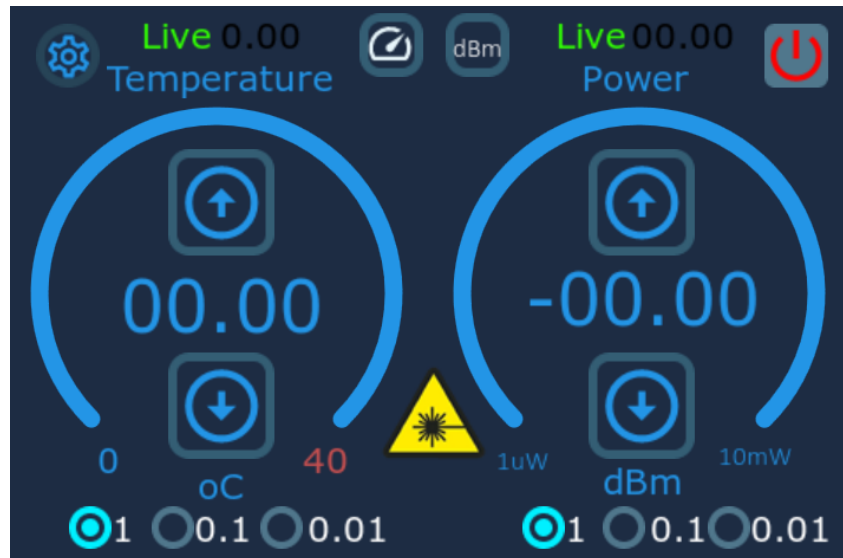 Live 0.00
Temperature
dBm
Live 00.00
Power
00.00
-00.00
0
40
oC
1uW
10mW
dBm
1 0.1 0.01
1 0.1 0.01